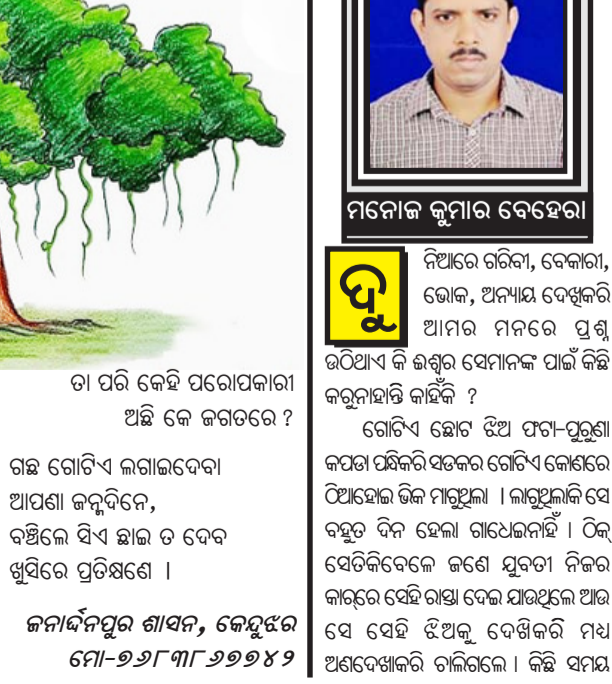 ତା ପରି କେହି ପରୋପକାରୀ
ଅଛି କେ ଜଗତରେ ?
ଗଛ ଗୋଟିଏ ଲଗାଇଦେବା
ଆପଣା ଜନ୍ମଦିନେ,
ବଞ୍ଚିଲେ ସିଏ ଛାଇ ତ ଦେବ
ଖୁସିରେ ପ୍ରତିକ୍ଷଣେ ।
ଜନାର୍ଦ୍ଦନପୁର ଶାସନ, କେନ୍ଦୁଝର
ମୋ-୭୬୮୩୮୬୭୭୪୨
ମନୋଜ କୁମାର ବେହେରା
ଦୁନିଆରେ ଗରିବୀ, ବେକାରୀ,
ଭୋକ, ଅନ୍ୟାୟ ଦେଖିକରି
ଆମର ମନରେ ପ୍ରଶ୍ନ
ଉଠିଥାଏ କି ଈଶ୍ୱର ସେମାନଙ୍କ ପାଇଁ କିଛି
କରୁନାହାନ୍ତି କାହିଁକି ?
ଗୋଟିଏ ଛୋଟ ଝିଅ ଫଟା-ପୁରୁଣା
କପଡା ପନ୍ଧିକରି ସଡକର ଗୋଟିଏ କୋଣରେ
ଠିଆହୋଇ ଭିକ ମାଗୁଥିଲା । ଲାଗୁଥିଲାକି ସେ
ବହୁତ ଦିନ ହେଲା ଗାଧେଇନାହିଁ । ଠିକ୍
ସେତିକିବେଳେ ଜଣେ ଯୁବତୀ ନିଜର
କାର୍‌ରେ ସେହି ରାସ୍ତା ଦେଇ ଯାଉଥିଲେ ଆଉ
ସେ ସେହି ଝିଅକୁ ଦେଖିକରି ମଧ୍ୟ
ଅଣଦେଖାକରି ଚାଲିଗଲେ । କିଛି ସମୟ